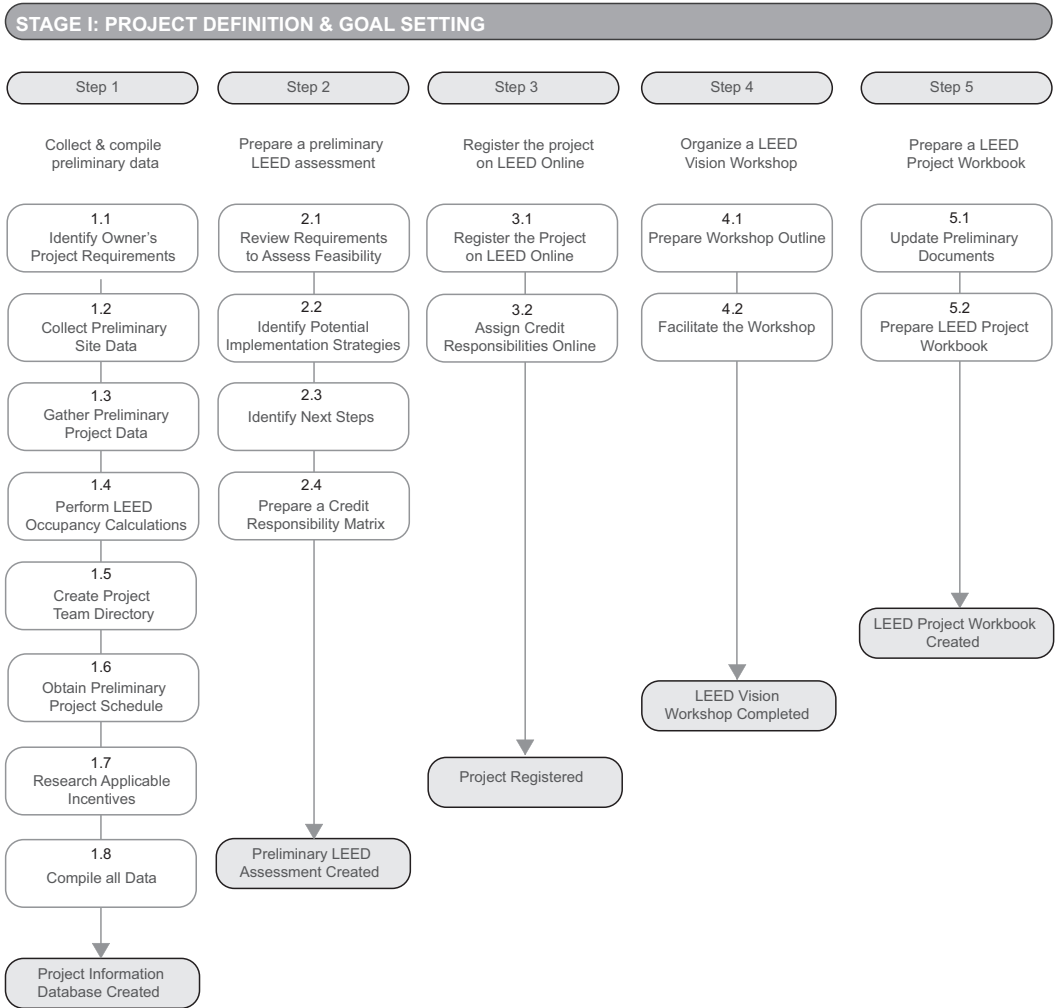 STAGE I: PROJECT DEFINITION & GOAL SETTING
Step 1
Collect & compile
preliminary data
1.1
Identify Owner's
Project Requirements
1.2
Collect Preliminary
Site Data
1.3
Gather Preliminary
Project Data
1.4
Perform LEED
Occupancy Calculations
1.5
Create Project
Team Directory
1.6
Obtain Preliminary
Project Schedule
1.7
Research Applicable
Incentives
1.8
Compile all Data
Project Information
Database Created
Step 2
Prepare a preliminary
LEED assessment
2.1
Review Requirements
to Assess Feasibility
2.2
Identify Potential
Implementation Strategies
2.3
Identify Next Steps
2.4
Prepare a Credit
Responsibility Matrix
Preliminary LEED
Assessment Created
Step 3
Register the project
on LEED Online
3.1
Register the Project
on LEED Online
3.2
Assign Credit
Responsibilities Online
Project Registered
Step 4
Organize a LEED
Vision Workshop
4.1
Prepare Workshop Outline
4.2
Facilitate the Workshop
LEED Vision
Workshop Completed
Step 5
Prepare a LEED
Project Workbook
5.1
Update Preliminary
Documents
5.2
Prepare LEED Project
Workbook
LEED Project Workbook
Created